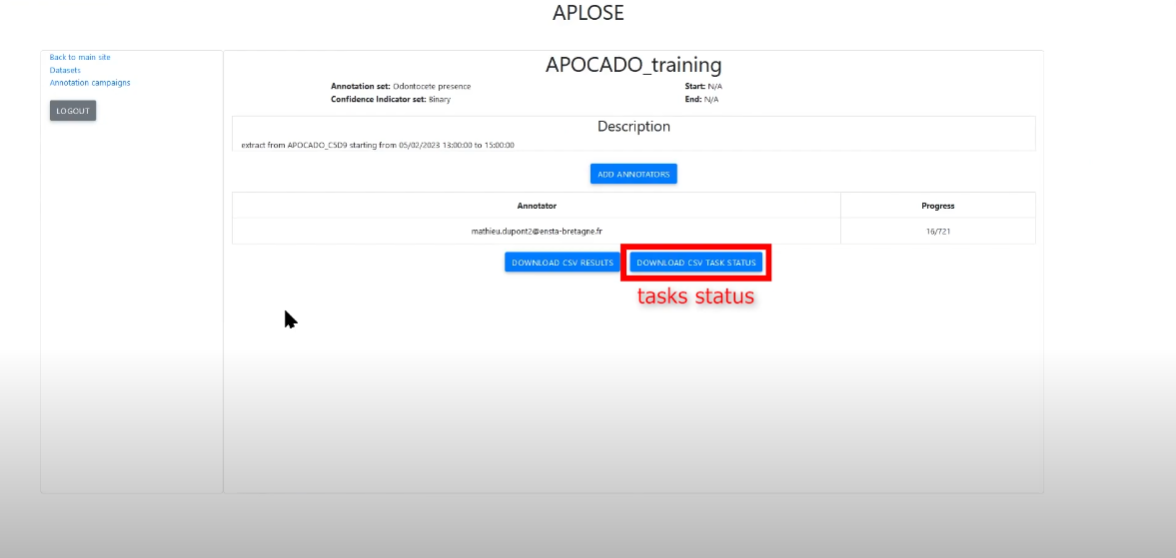 APLOSE
Back to main site
Datasets
Annotation campaigns
LOGOUT
APOCADO_training
Annotation set: Odontocete presence
Start: N/A
Confidence Indicator set: Binary
End: N/A
Description
extract from APOCADO_C5D9 starting from 05/02/2023 13:00:00 to 15:00:00
ADD ANNOTATORS
Annotator
Progress
mathieu.dupont2@ensta-bretagne.fr
16/721
DOWNLOAD CSV RESULTS
DOWNLOAD CSV TASK STATUS
tasks status